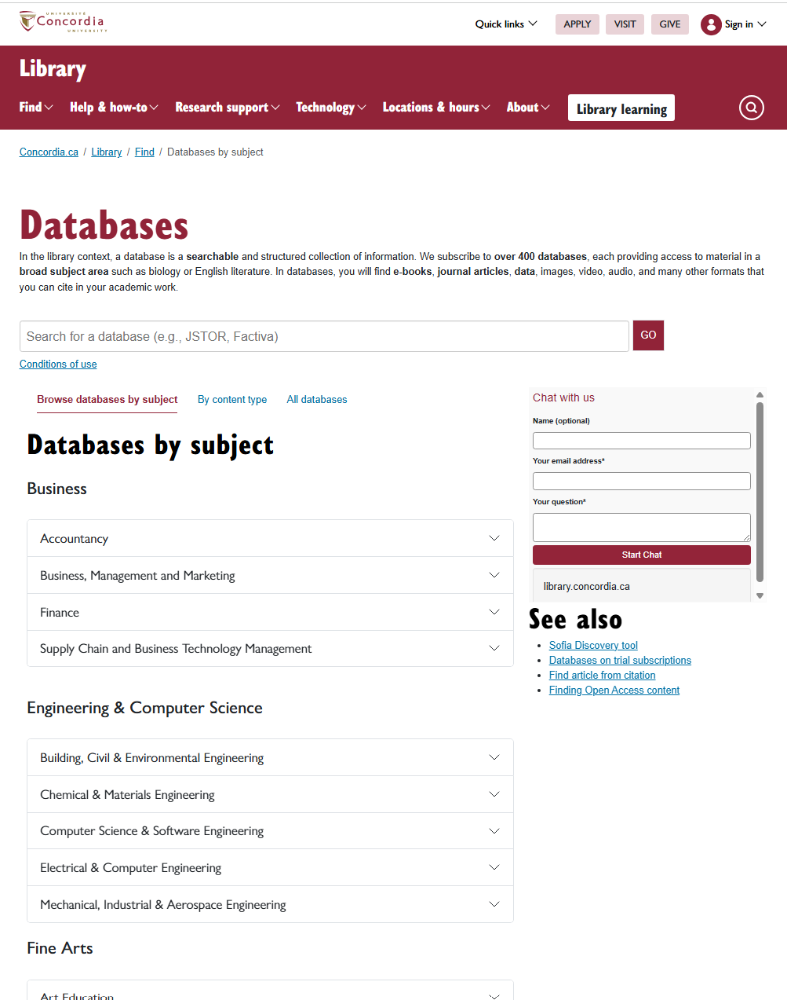 UNIVERSITÉ
Concordia
UNIVERSITY
Quick links
APPLY
VISIT
GIVE
Sign in
Library
Find
Help & how-to
Research support
Technology
Locations & hours
About
Library learning
Concordia.ca / Library / Find / Databases by subject
Databases
In the library context, a database is a searchable and structured collection of information. We subscribe to over 400 databases, each providing access to material in a
broad subject area such as biology or English literature. In databases, you will find e-books, journal articles, data, images, video, audio, and many other formats that
you can cite in your academic work.
Search for a database (e.g., JSTOR, Factiva)
GO
Conditions of use
Browse databases by subject
By content type
All databases
Databases by subject
Business
Accountancy
Business, Management and Marketing
Finance
Supply Chain and Business Technology Management
Engineering & Computer Science
Building, Civil & Environmental Engineering
Chemical & Materials Engineering
Computer Science & Software Engineering
Electrical & Computer Engineering
Mechanical, Industrial & Aerospace Engineering
Fine Arts
Art Education
Chat with us
Name (optional)
Your email address*
Your question*
Start Chat
library.concordia.ca
See also
Sofia Discovery tool
Databases on trial subscriptions
Find article from citation
Finding Open Access content